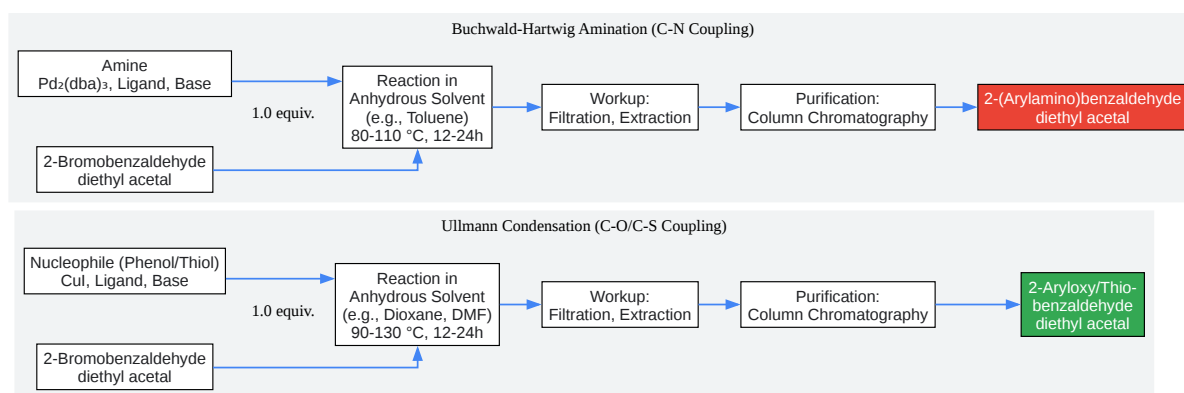 Buchwald-Hartwig Amination (C-N Coupling)
Amine
Pd₂(dba)₃, Ligand, Base
1.0 equiv.
2-Bromobenzaldehyde
diethyl acetal
Reaction in
Anhydrous Solvent
(e.g., Toluene)
80-110 °C, 12-24h
Workup:
Filtration, Extraction
Purification:
Column Chromatography
2-(Arylamino)benzaldehyde
diethyl acetal
Ullmann Condensation (C-O/C-S Coupling)
Nucleophile (Phenol/Thiol)
CuI, Ligand, Base
1.0 equiv.
2-Bromobenzaldehyde
diethyl acetal
Reaction in
Anhydrous Solvent
(e.g., Dioxane, DMF)
90-130 °C, 12-24h
Workup:
Filtration, Extraction
Purification:
Column Chromatography
2-Aryloxy/Thio-
benzaldehyde
diethyl acetal